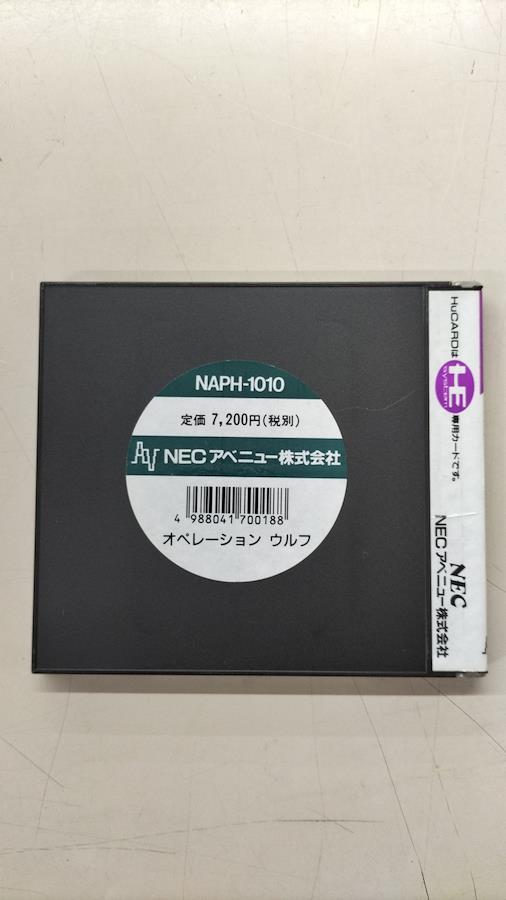 NAPH-1010
定価 7,200円(税別)
NECアベニュー株式会社
4 988041 700188
オペレーション ウルフ
HuCARDは HE system 専用カードです。
NEC
NECアベニュー株式会社